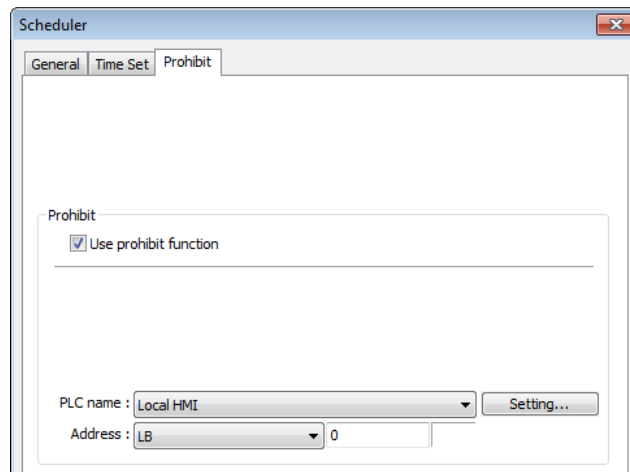 Scheduler
General Time Set Prohibit
Prohibit
Use prohibit function
PLC name : Local HMI Setting...
Address : LB 0